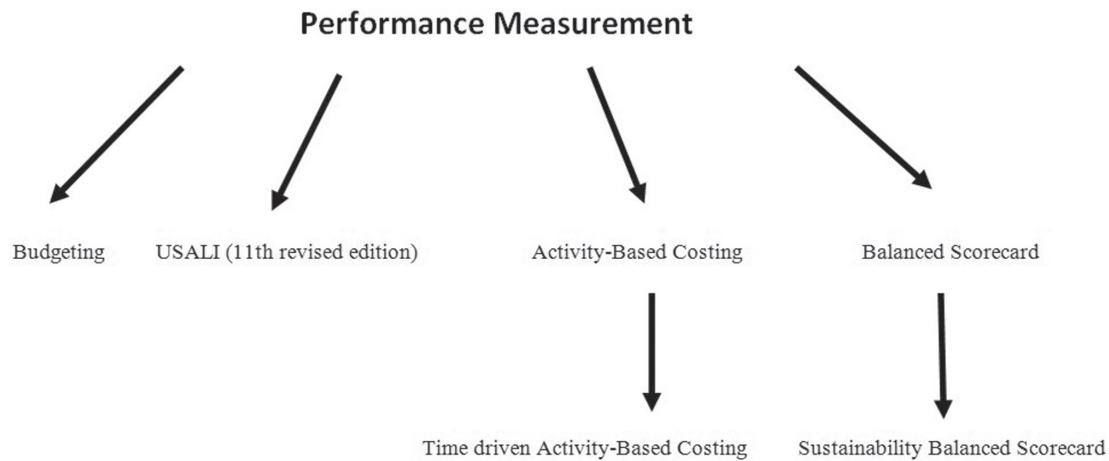 Performance Measurement
Budgeting
USALI (11th revised edition)
Activity-Based Costing
Balanced Scorecard
Time driven Activity-Based Costing
Sustainability Balanced Scorecard